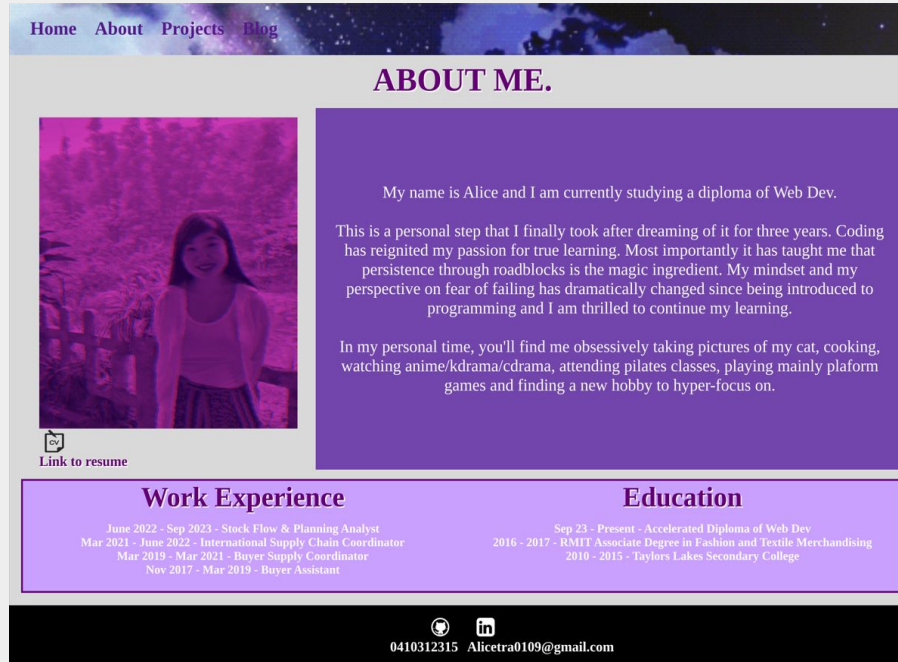 Home About Projects Blog
ABOUT ME.
My name is Alice and I am currently studying a diploma of Web Dev.
This is a personal step that I finally took after dreaming of it for three years. Coding
has reignited my passion for true learning. Most importantly it has taught me that
persistence through roadblocks is the magic ingredient. My mindset and my
perspective on fear of failing has dramatically changed since being introduced to
programming and I am thrilled to continue my learning.
In my personal time, you'll find me obsessively taking pictures of my cat, cooking,
watching anime/kdrama/cdrama, attending pilates classes, playing mainly plaform
games and finding a new hobby to hyper-focus on.
CV
Link to resume
Work Experience
June 2022 - Sep 2023 - Stock Flow & Planning Analyst
Mar 2021 - June 2022 - International Supply Chain Coordinator
Mar 2019 - Mar 2021 - Buyer Supply Coordinator
Nov 2017 - Mar 2019 - Buyer Assistant
Education
Sep 23 - Present - Accelerated Diploma of Web Dev
2016 - 2017 - RMIT Associate Degree in Fashion and Textile Merchandising
2010 - 2015 - Taylors Lakes Secondary College
in
0410312315 Alicetra0109@gmail.com